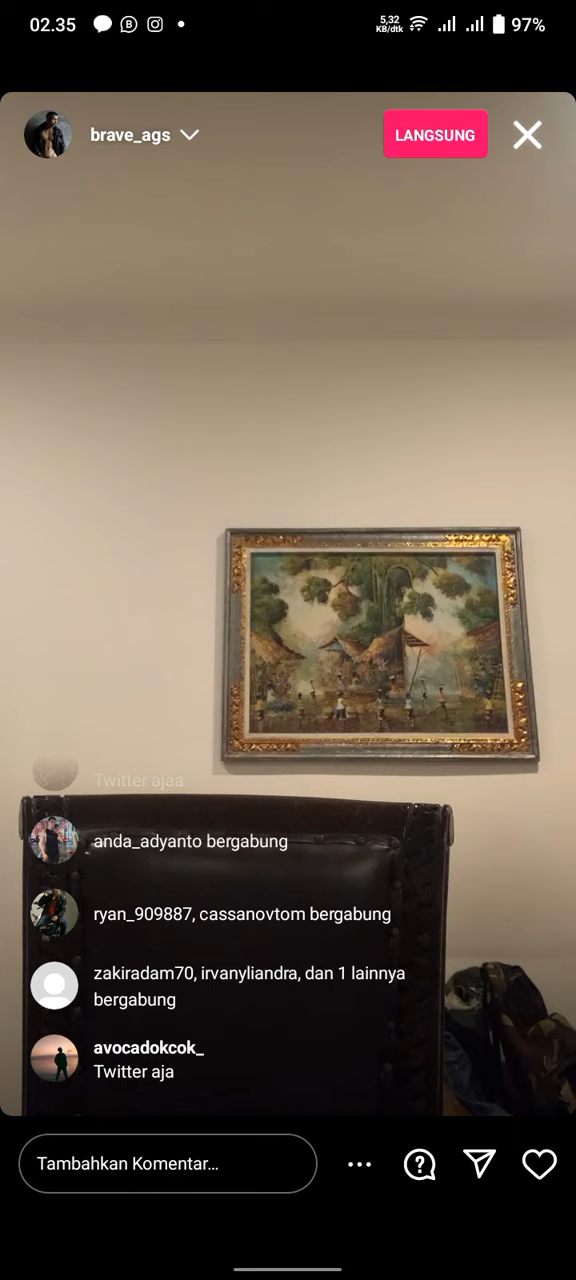 02.35
5,32
KB/dtk
97%
brave_ags
LANGSUNG
Twitter ajaa
anda_adyanto bergabung
ryan_909887, cassanovtom bergabung
zakiradam70, irvanyliandra, dan 1 lainnya
bergabung
avocadokcok_
Twitter aja
Tambahkan Komentar...